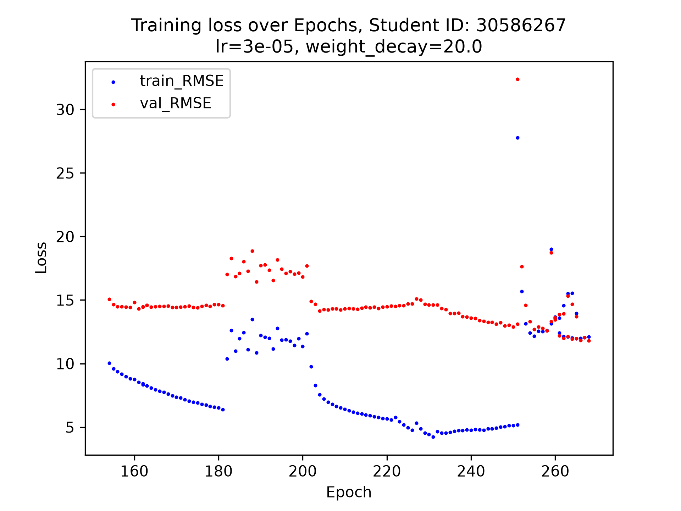 Training loss over Epochs, Student ID: 30586267
lr=3e-05, weight_decay=20.0
train_RMSE
val_RMSE
30
25
20
15
10
5
Loss
160
180
200
220
240
260
Epoch